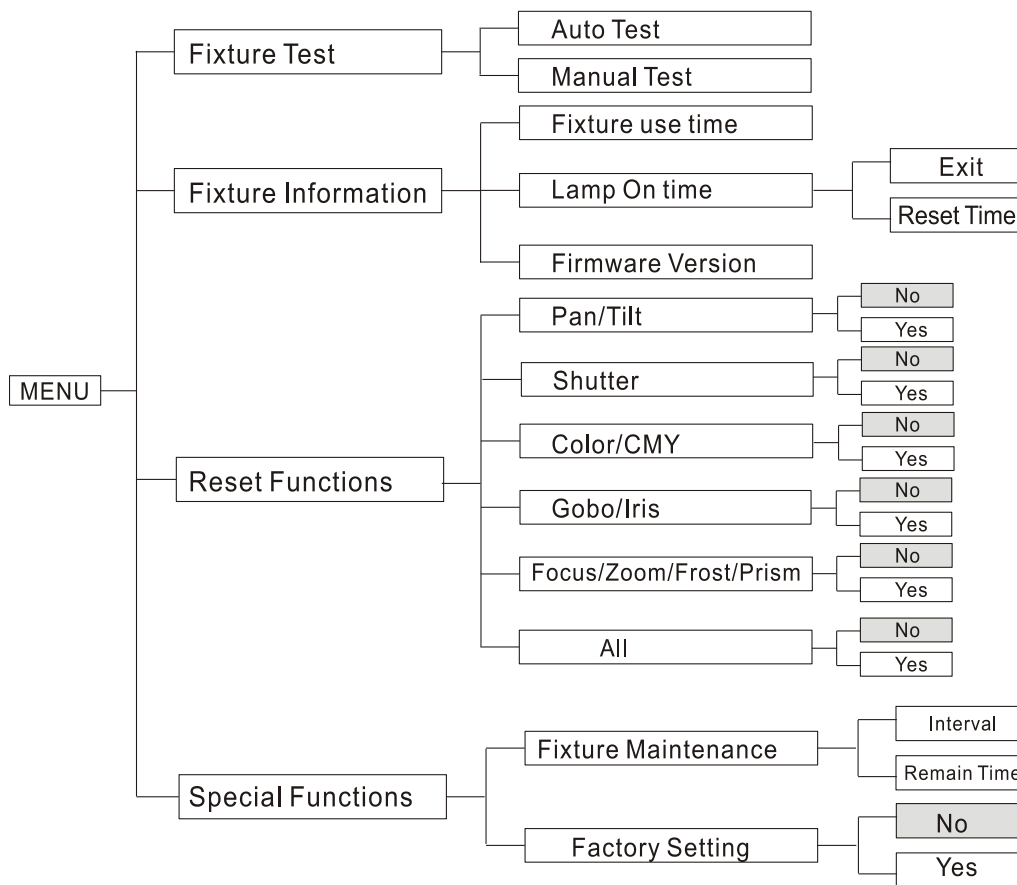 MENU
Fixture Test
Auto Test
Manual Test
Fixture Information
Fixture use time
Lamp On time
Exit
Reset Time
Firmware Version
Reset Functions
Pan/Tilt
No
Yes
Shutter
No
Yes
Color/CMY
No
Yes
Gobo/Iris
No
Yes
Focus/Zoom/Frost/Prism
No
Yes
All
No
Yes
Special Functions
Fixture Maintenance
Interval
Remain Time
Factory Setting
No
Yes